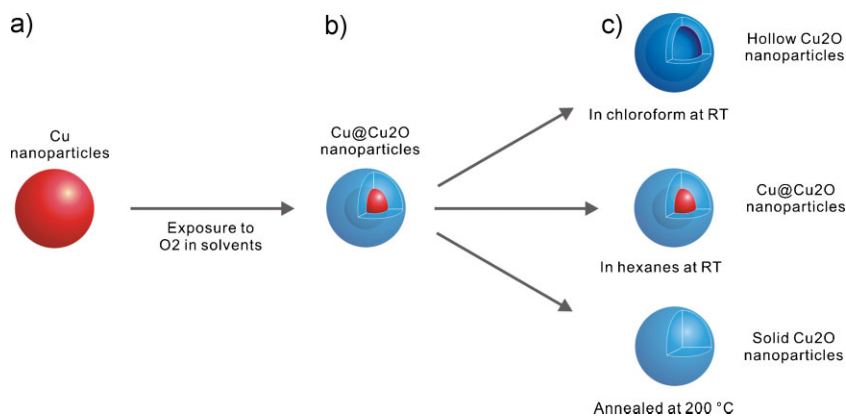 a)
Cu
nanoparticles
Exposure to
O2 in solvents
b)
Cu@Cu2O
nanoparticles
c)
Hollow Cu2O
nanoparticles
In chloroform at RT
Cu@Cu2O
nanoparticles
In hexanes at RT
Solid Cu2O
nanoparticles
Annealed at 200 °C